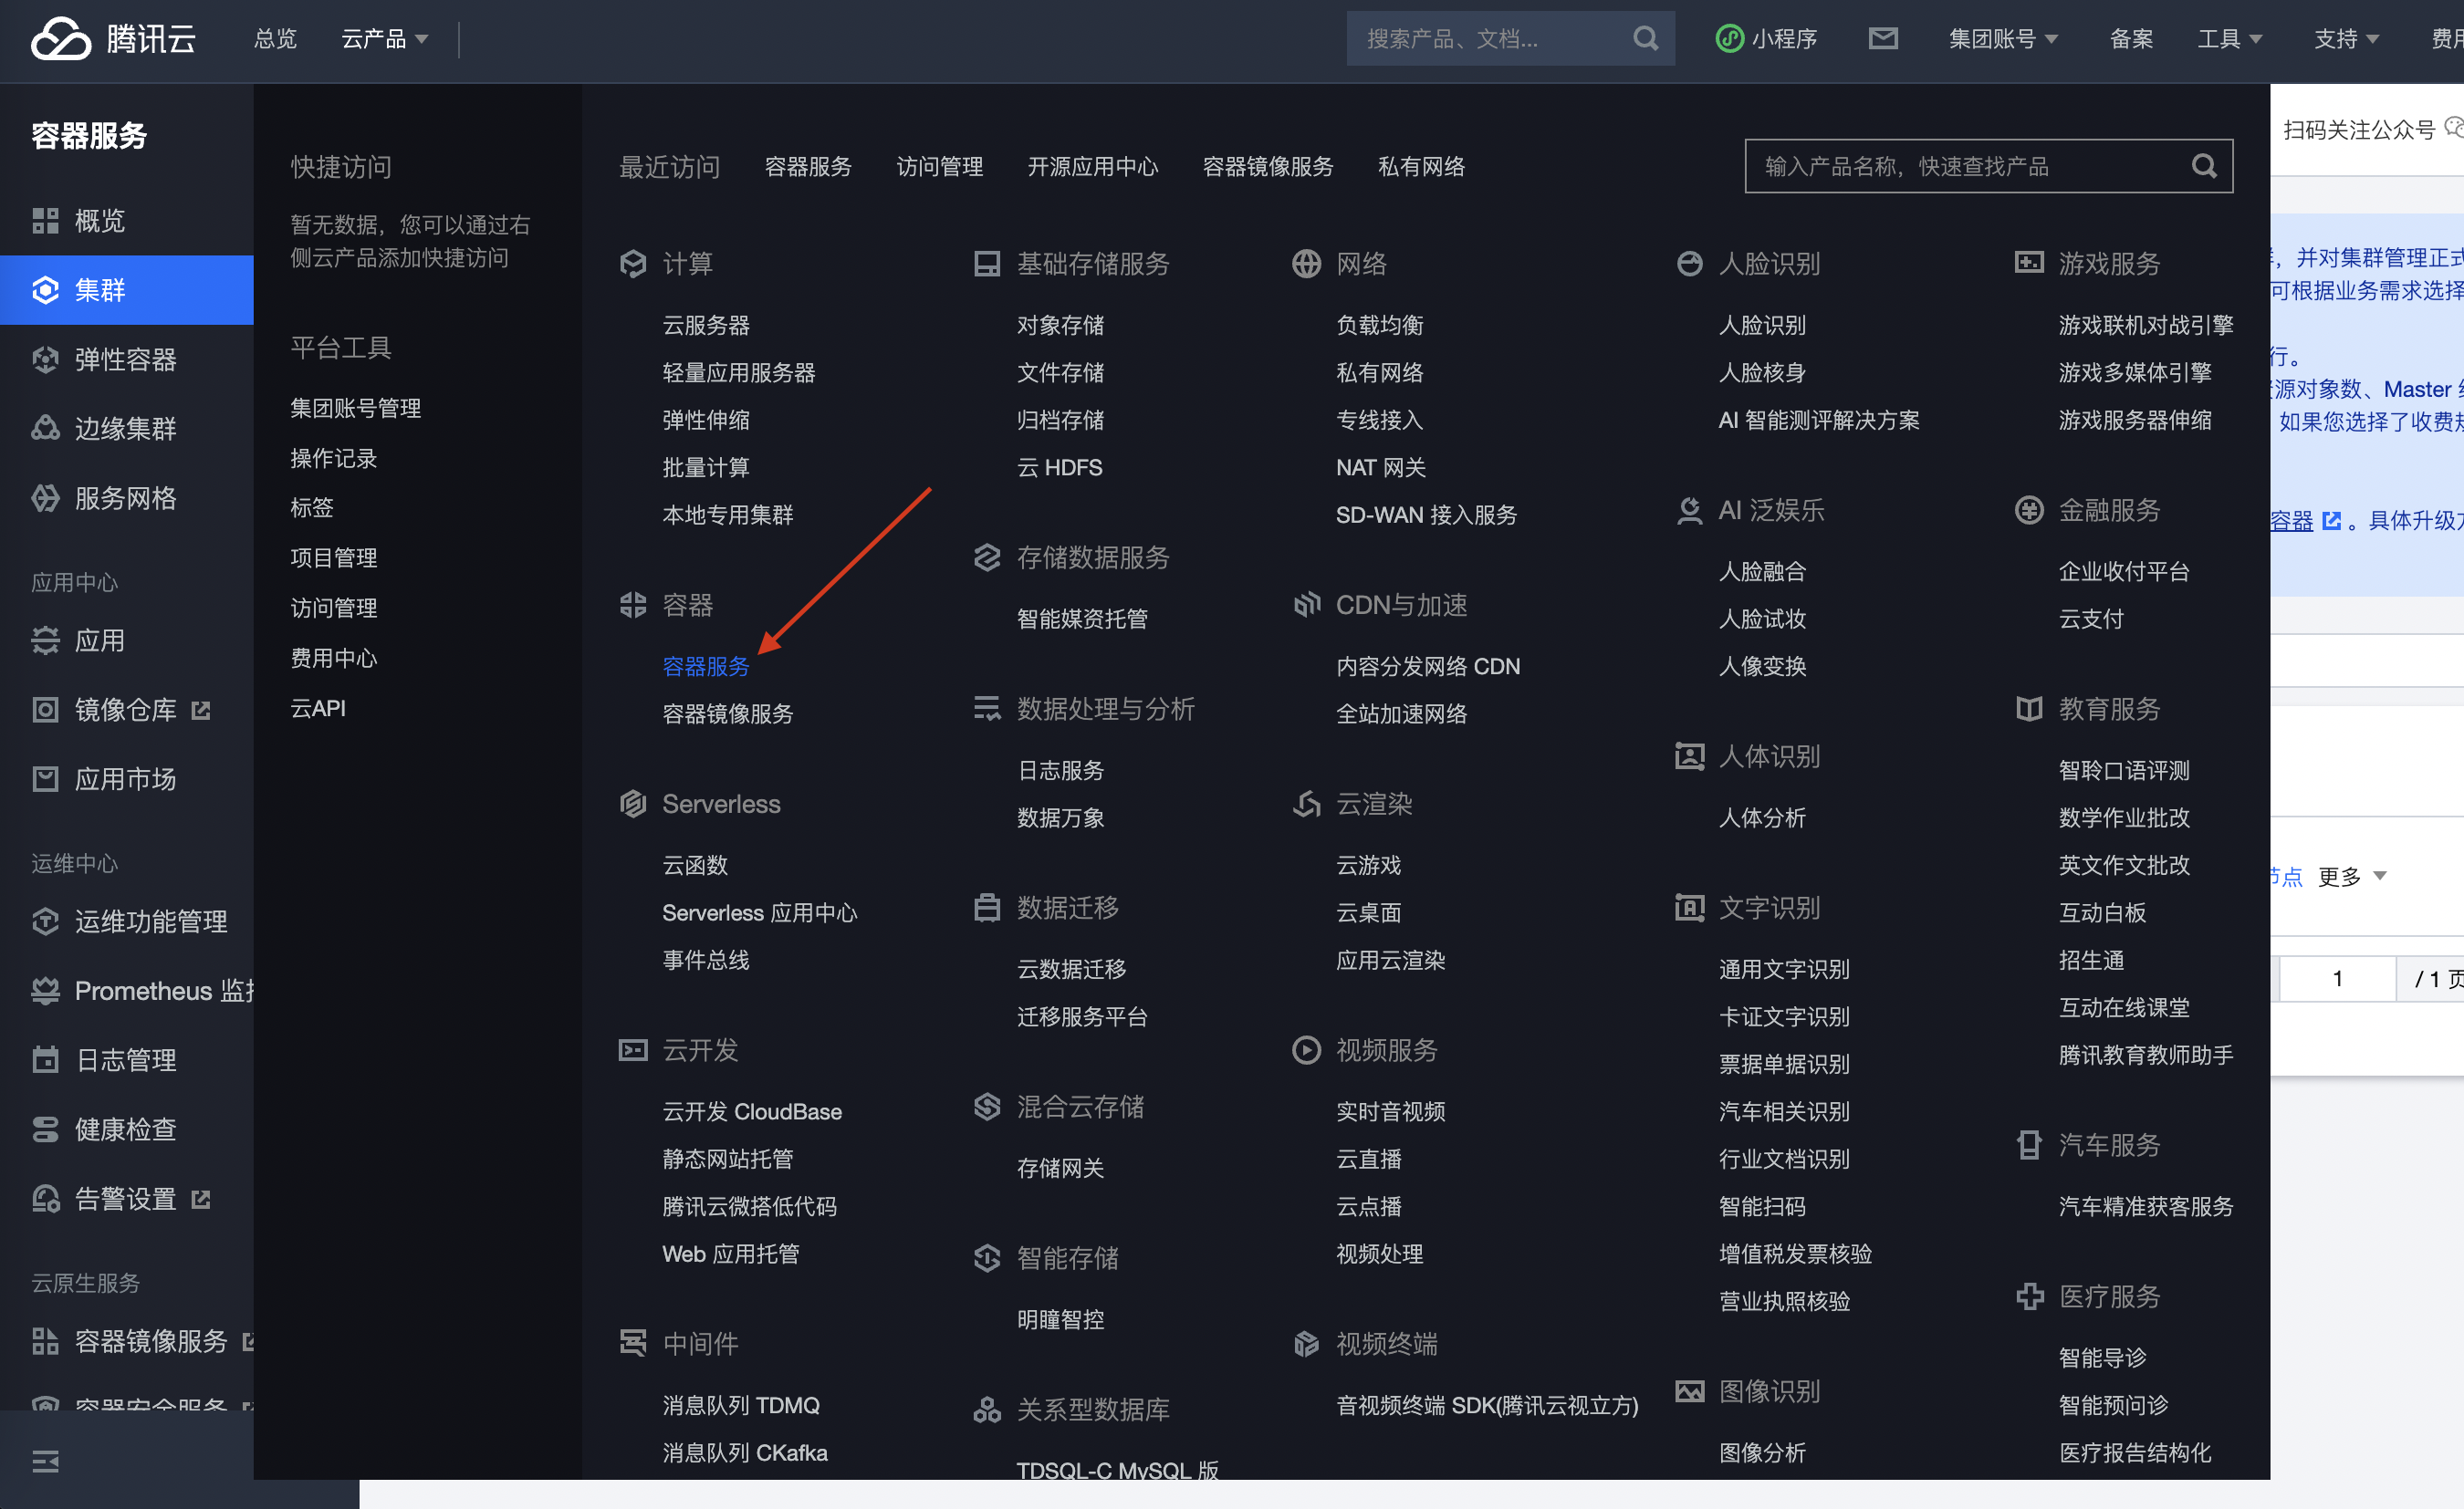 腾讯云
总览
云产品
搜索产品、文档...
小程序
集团账号
备案
工具
支持
费用
容器服务
概览
集群
弹性容器
边缘集群
服务网格
应用中心
应用
镜像仓库
应用市场
运维中心
运维功能管理
Prometheus 监
日志管理
健康检查
告警设置
云原生服务
容器镜像服务
容器安全服务
快捷访问
暂无数据，您可以通过右
侧云产品添加快捷访问
平台工具
集团账号管理
操作记录
标签
项目管理
访问管理
费用中心
云API
最近访问
容器服务
访问管理
开源应用中心
容器镜像服务
私有网络
输入产品名称，快速查找产品
计算
云服务器
轻量应用服务器
弹性伸缩
批量计算
本地专用集群
容器
容器服务
容器镜像服务
Serverless
云函数
Serverless 应用中心
事件总线
云开发
云开发 CloudBase
静态网站托管
腾讯云微搭低代码
Web 应用托管
中间件
消息队列 TDMQ
消息队列 CKafka
基础存储服务
对象存储
文件存储
归档存储
云 HDFS
存储数据服务
智能媒资托管
数据处理与分析
日志服务
数据万象
数据迁移
云数据迁移
迁移服务平台
混合云存储
存储网关
智能存储
明瞳智控
关系型数据库
TDSQL-C MySQL 版
网络
负载均衡
私有网络
专线接入
NAT 网关
SD-WAN 接入服务
CDN与加速
内容分发网络 CDN
全站加速网络
云渲染
云游戏
云桌面
应用云渲染
视频服务
实时音视频
云直播
云点播
视频处理
视频终端
音视频终端 SDK(腾讯云视立方)
人脸识别
人脸识别
人脸核身
AI 智能测评解决方案
AI 泛娱乐
人脸融合
人脸试妆
人像变换
人体识别
人体分析
文字识别
通用文字识别
卡证文字识别
票据单据识别
汽车相关识别
行业文档识别
智能扫码
增值税发票核验
营业执照核验
图像识别
图像分析
游戏服务
游戏联机对战引擎
游戏多媒体引擎
游戏服务器伸缩
金融服务
企业收付平台
云支付
教育服务
智聆口语评测
数学作业批改
英文作文批改
互动白板
招生通
互动在线课堂
腾讯教育教师助手
汽车服务
汽车精准获客服务
医疗服务
智能导诊
智能预问诊
医疗报告结构化
扫码关注公众号
，并对集群管理正式
可根据业务需求选择
行。
源对象数、Master
如果您选择了收费
容器 。具体升级
节点 更多
1 / 1 页